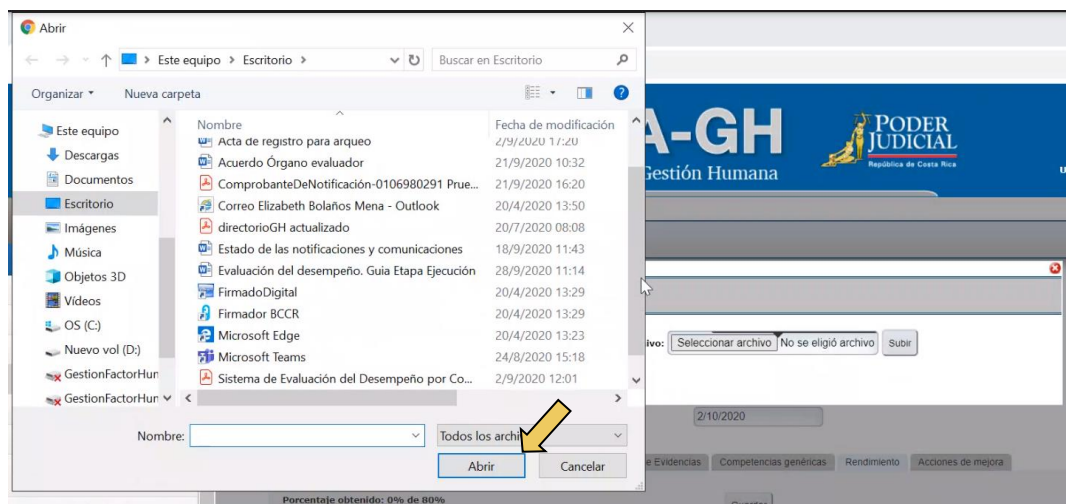 Abrir
Este equipo > Escritorio >
Buscar en Escritorio
Organizar
Nueva carpeta
Este equipo
Descargas
Documentos
Escritorio
Imágenes
Música
Objetos 3D
Vídeos
OS (C:)
Nuevo vol (D:)
GestionFactorHun
GestionFactorHun
Nombre
Fecha de modificación
Acta de registro para arqueo 2/9/2020 17:20
Acuerdo Órgano evaluador 21/9/2020 10:32
ComprobanteDeNotificación-0106980291 Prue... 21/9/2020 16:20
Correo Elizabeth Bolaños Mena - Outlook 20/4/2020 13:50
directorioGH actualizado 20/7/2020 08:08
Estado de las notificaciones y comunicaciones 18/9/2020 11:43
Evaluación del desempeño. Guia Etapa Ejecución 28/9/2020 11:14
FirmadoDigital 20/4/2020 13:29
Firmador BCCR 20/4/2020 13:29
Microsoft Edge 20/4/2020 13:23
Microsoft Teams 24/8/2020 15:18
Sistema de Evaluación del Desempeño por Co... 2/9/2020 12:01
Nombre:
Todos los archi
Abrir
Cancelar
A-GH
Gestión Humana
PODER
JUDICIAL
República de Costa Rica
ivo: Seleccionar archivo No se eligió archivo Subir
2/10/2020
e Evidencias Competencias genéricas Rendimiento Acciones de mejora
Porcentaje obtenido: 0% de 80%